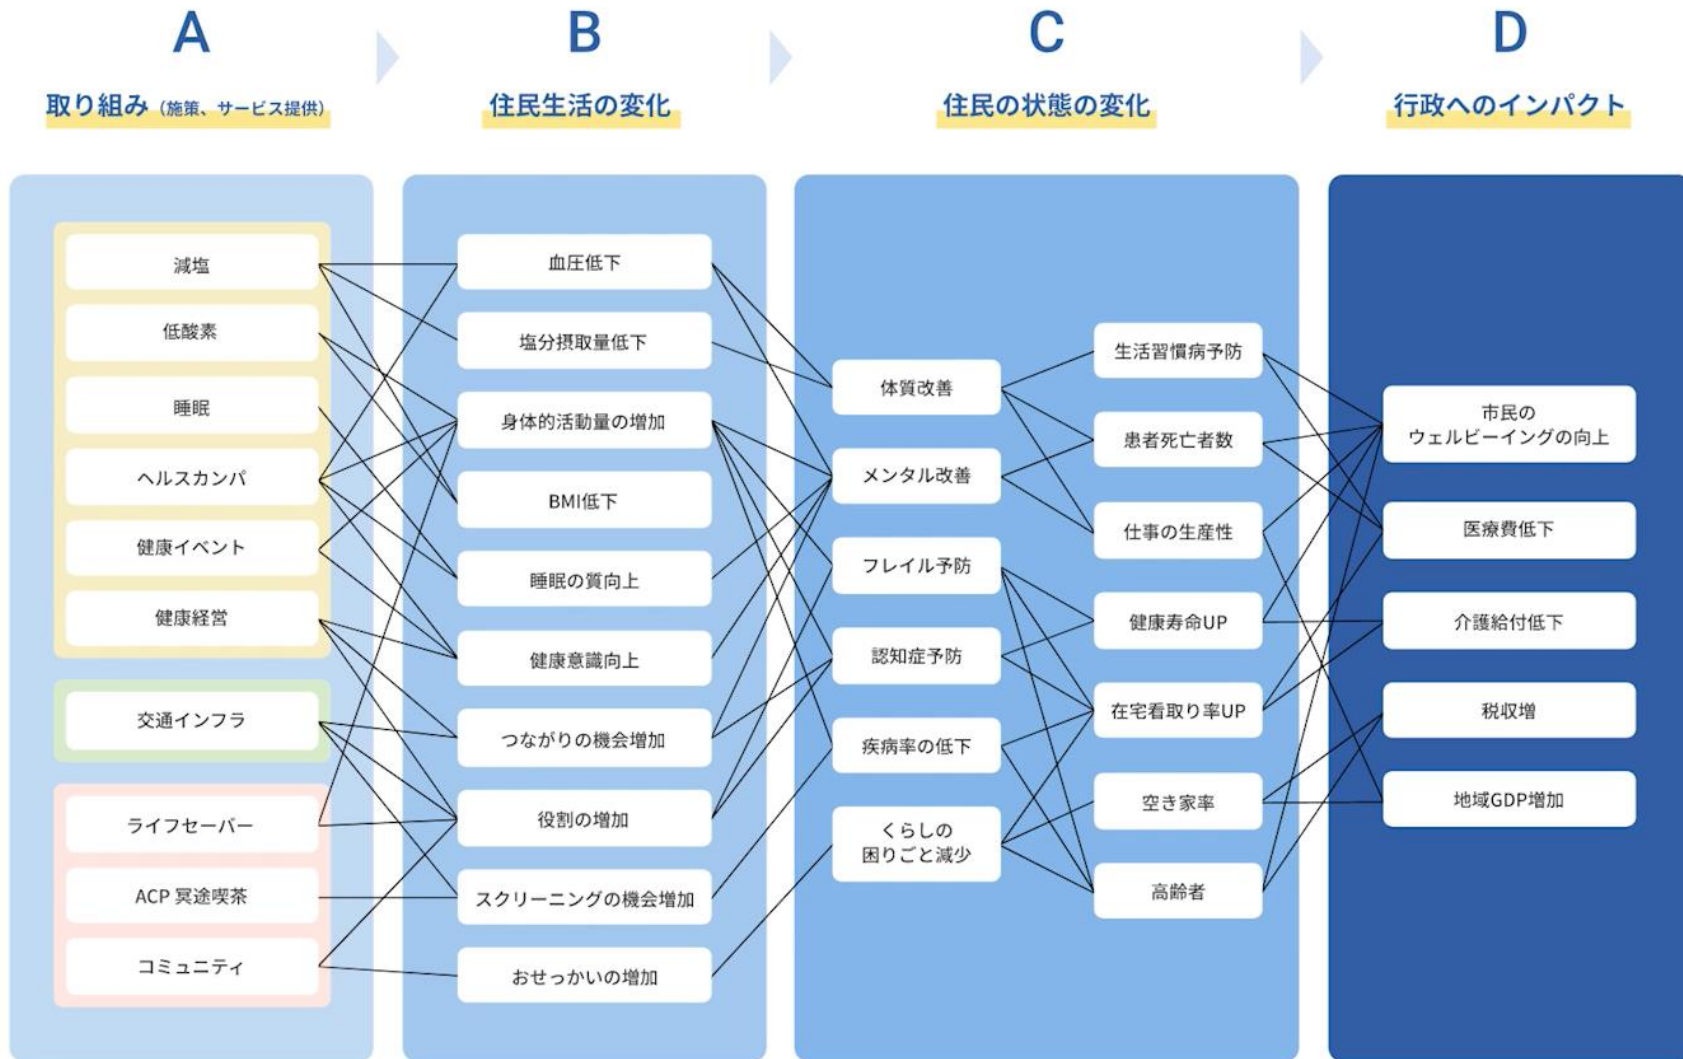 A
B
C
D
取り組み（施策、サービス提供）
住民生活の変化
住民の状態の変化
行政へのインパクト
減塩
低酸素
睡眠
ヘルスカンパ
健康イベント
健康経営
交通インフラ
ライフセーバー
ACP 冥途喫茶
コミュニティ
血圧低下
塩分摂取量低下
身体的活動量の増加
BMI低下
睡眠の質向上
健康意識向上
つながりの機会増加
役割の増加
スクリーニングの機会増加
おせっかいの増加
体質改善
メンタル改善
フレイル予防
認知症予防
疾病率の低下
くらしの
困りごと減少
生活習慣病予防
患者死亡者数
仕事の生産性
健康寿命UP
在宅看取り率UP
空き家率
高齢者
市民の
ウェルビーイングの向上
医療費低下
介護給付低下
税収増
地域GDP増加